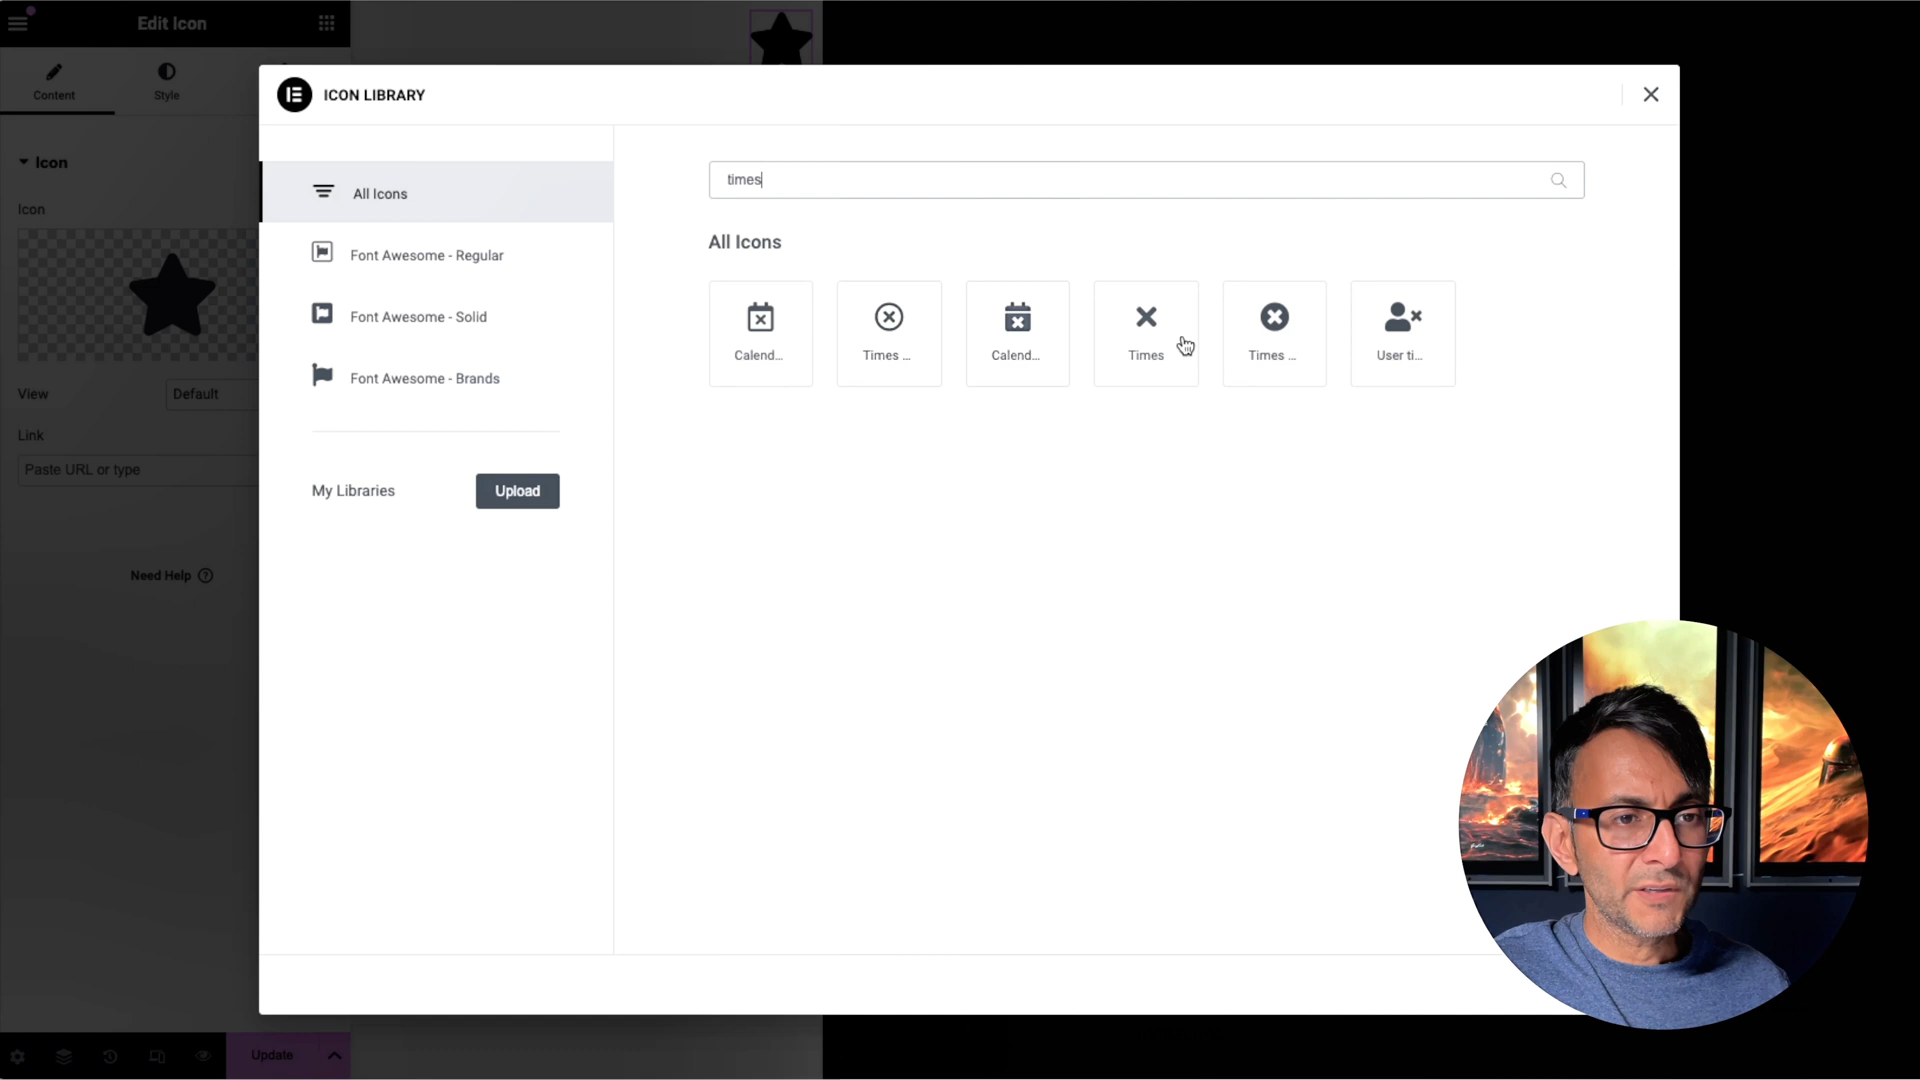 Edit Icon
Content
Style
Icon
Icon
View
Default
Link
Paste URL or type
Need Help
Update
ICON LIBRARY
All Icons
Font Awesome - Regular
Font Awesome - Solid
Font Awesome - Brands
My Libraries
Upload
times
All Icons
Calend...
Times ...
Calend...
Times
Times ...
User ti...